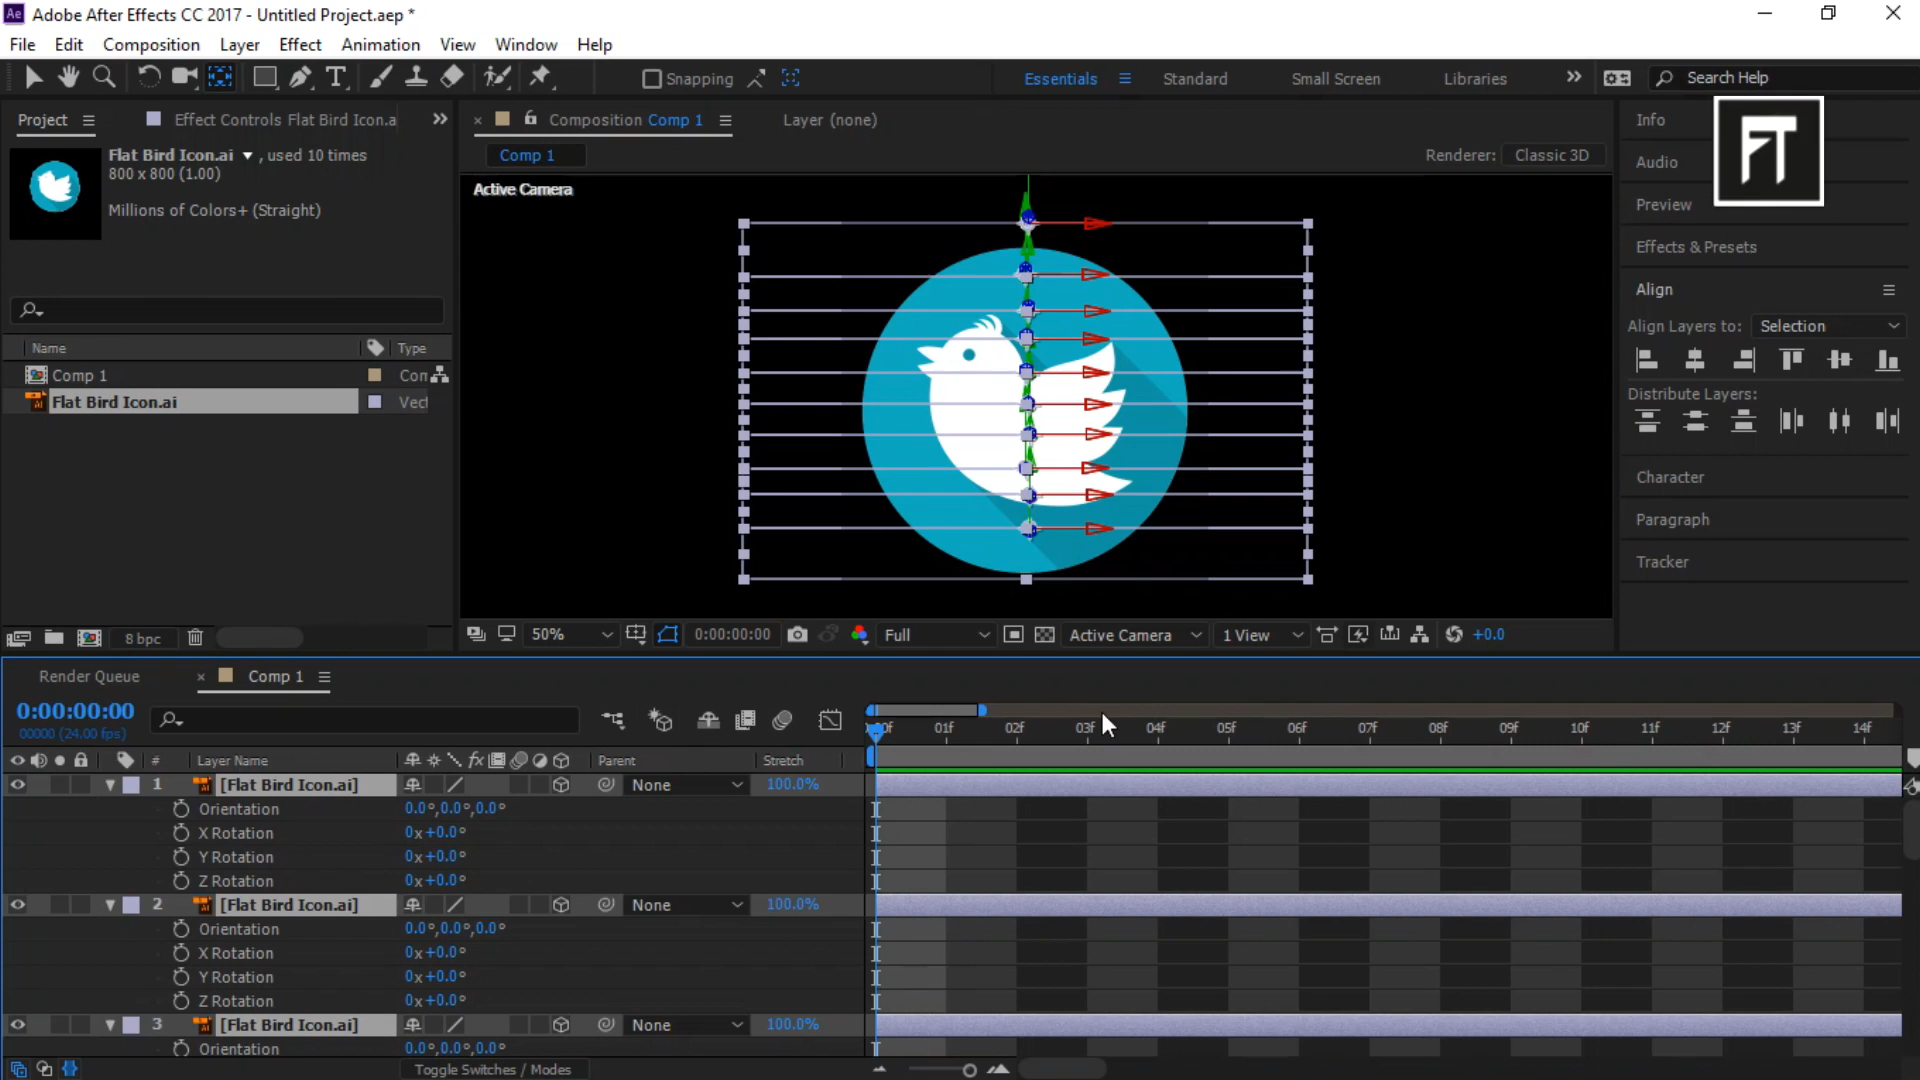 Ae Adobe After Effects CC 2017 - Untitled Project.aep *
File Edit Composition Layer Effect Animation View Window Help
T Snapping Essentials Standard Small Screen Libraries Search Help
Project Effect Controls Flat Bird Icon.a
Composition Comp 1 Layer (none)
Flat Bird Icon.ai , used 10 times
800 x 800 (1.00)
Millions of Colors+ (Straight)
Comp 1
Renderer: Classic 3D
Active Camera
FT
Info
Audio
Preview
Effects & Presets
Align
Align Layers to: Selection
Distribute Layers:
Character
Paragraph
Tracker
Name Type
Comp 1 Con
Flat Bird Icon.ai Vect
8 bpc
50% 0:00:00:00 Full Active Camera 1 View +0.0
Render Queue Comp 1
0:00:00:00
00000 (24.00 fps)
00f 01f 02f 03f 04f 05f 06f 07f 08f 09f 10f 11f 12f 13f 14f
# Layer Name fx Parent Stretch
1 [Flat Bird Icon.ai] None 100.0%
Orientation 0.0°,0.0°,0.0°
X Rotation 0x+0.0°
Y Rotation 0x+0.0°
Z Rotation 0x+0.0°
2 [Flat Bird Icon.ai] None 100.0%
Orientation 0.0°,0.0°,0.0°
X Rotation 0x+0.0°
Y Rotation 0x+0.0°
Z Rotation 0x+0.0°
3 [Flat Bird Icon.ai] None 100.0%
Orientation 0.0°,0.0°,0.0°
Toggle Switches / Modes